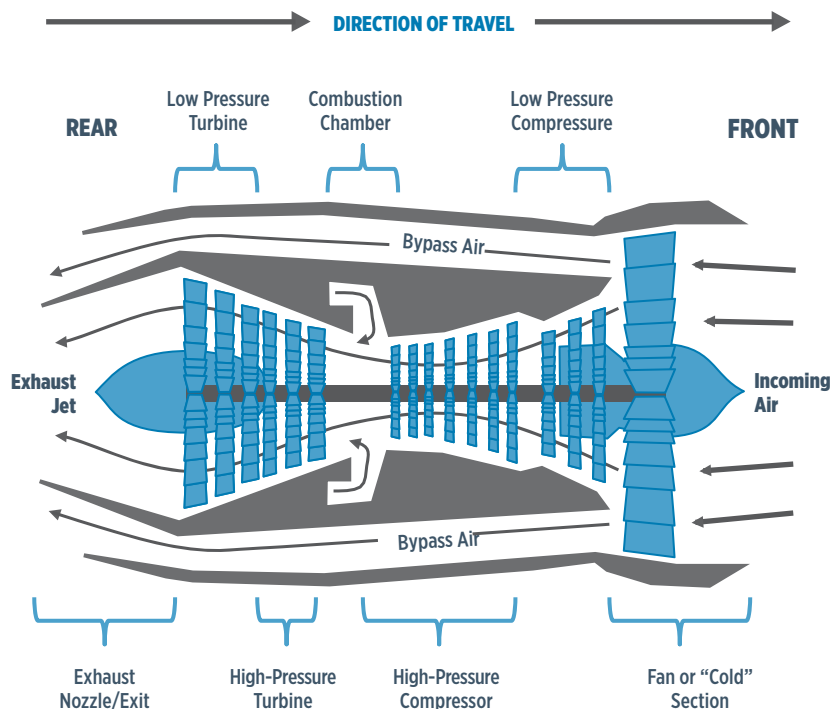 DIRECTION OF TRAVEL
REAR
Low Pressure
Turbine
Combustion
Chamber
Low Pressure
Compressure
FRONT
Bypass Air
Exhaust
Jet
Incoming
Air
Bypass Air
Exhaust
Nozzle/Exit
High-Pressure
Turbine
High-Pressure
Compressor
Fan or “Cold”
Section